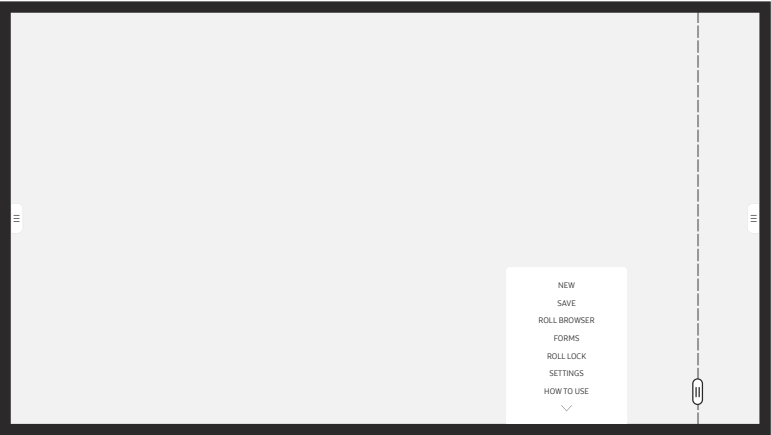 NEW
SAVE
ROLL BROWSER
FORMS
ROLL LOCK
SETTINGS
HOW TO USE